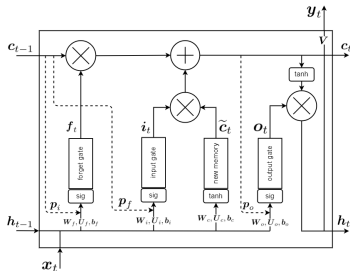 y_t
V
c_{t-1}
c_t
tanh
f_t
i_t
c̃_t
o_t
forget gate
input gate
new memory
output gate
p_i
sig
p_f
sig
tanh
p_o
sig
h_{t-1}
W_f, U_f, b_f
W_i, U_i, b_i
W_c, U_c, b_c
W_o, u_o, b_o
h_t
x_t